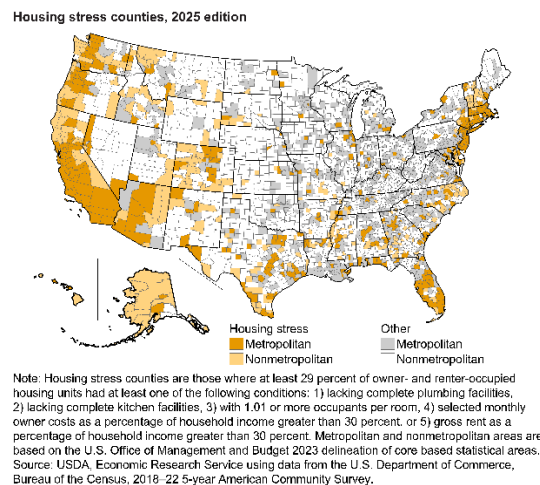 Housing stress counties, 2025 edition
Housing stress
Metropolitan
Nonmetropolitan
Other
Metropolitan
Nonmetropolitan
Note: Housing stress counties are those where at least 29 percent of owner- and renter-occupied
housing units had at least one of the following conditions: 1) lacking complete plumbing facilities,
2) lacking complete kitchen facilities, 3) with 1.01 or more occupants per room, 4) selected monthly
owner costs as a percentage of household income greater than 30 percent, or 5) gross rent as a
percentage of household income greater than 30 percent. Metropolitan and nonmetropolitan areas are
based on the U.S. Office of Management and Budget 2023 delineation of core based statistical areas.
Source: USDA, Economic Research Service using data from the U.S. Department of Commerce,
Bureau of the Census, 2018–22 5-year American Community Survey.